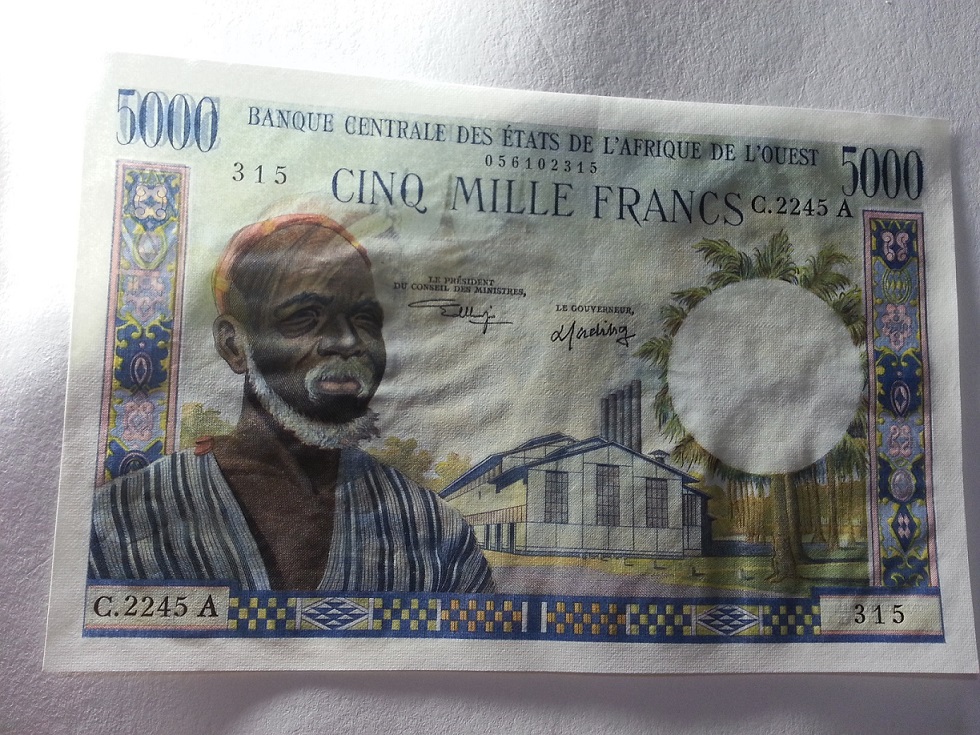 5000
BANQUE CENTRALE DES ÉTATS DE L'AFRIQUE DE L'OUEST
5000
056102315
315
CINQ MILLE FRANCS
C.2245 A
LE PRÉSIDENT
DU CONSEIL DES MINISTRES,
LE GOUVERNEUR,
C.2245 A
315